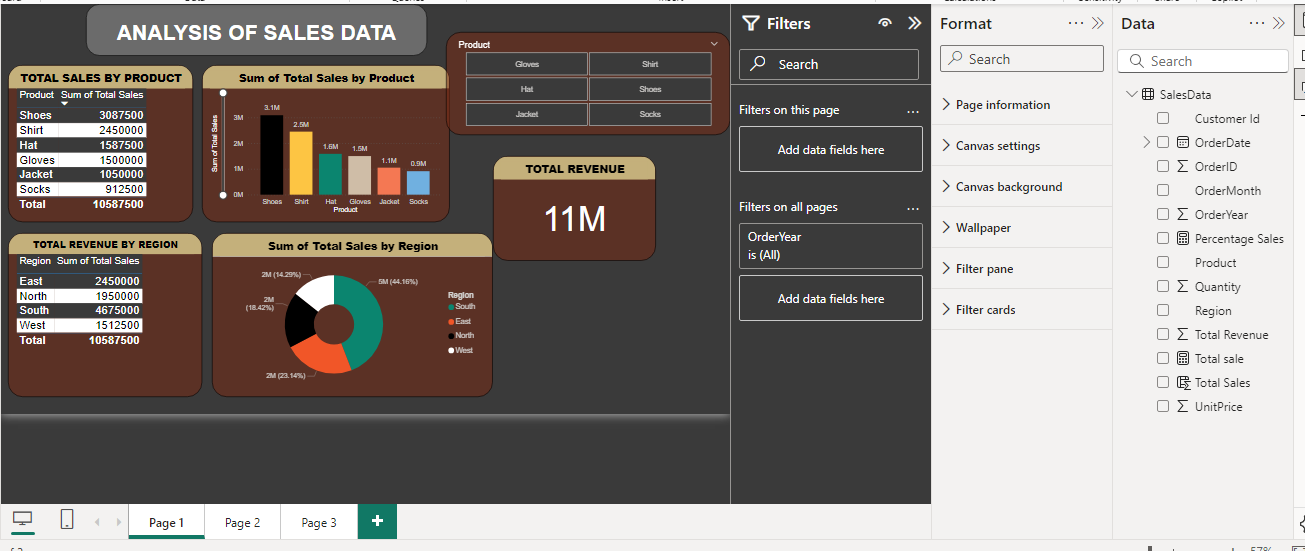 ANALYSIS OF SALES DATA
TOTAL SALES BY PRODUCT
Product Sum of Total Sales
Shoes 3087500
Shirt 2450000
Hat 1587500
Gloves 1500000
Jacket 1050000
Socks 912500
Total 10587500
Sum of Total Sales by Product
Sum of Total Sales
3M
2M
1M
0M
3.1M
2.5M
1.6M
1.5M
1.1M
0.9M
Shoes Shirt Hat Gloves Jacket Socks
Product
Product
Gloves Shirt
Hat Shoes
Jacket Socks
TOTAL REVENUE
11M
TOTAL REVENUE BY REGION
Region Sum of Total Sales
East 2450000
North 1950000
South 4675000
West 1512500
Total 10587500
Sum of Total Sales by Region
2M (14.29%)
5M (44.16%)
2M
(18.42%)
2M (23.14%)
Region
South
East
North
West
Filters
Search
Filters on this page ...
Add data fields here
Filters on all pages ...
OrderYear
is (All)
Add data fields here
Format ...
Search
Page information
Canvas settings
Canvas background
Wallpaper
Filter pane
Filter cards
Data ...
Search
SalesData
Customer Id
OrderDate
OrderID
OrderMonth
OrderYear
Percentage Sales
Product
Quantity
Region
Total Revenue
Total sale
Total Sales
UnitPrice
Page 1
Page 2
Page 3
57%